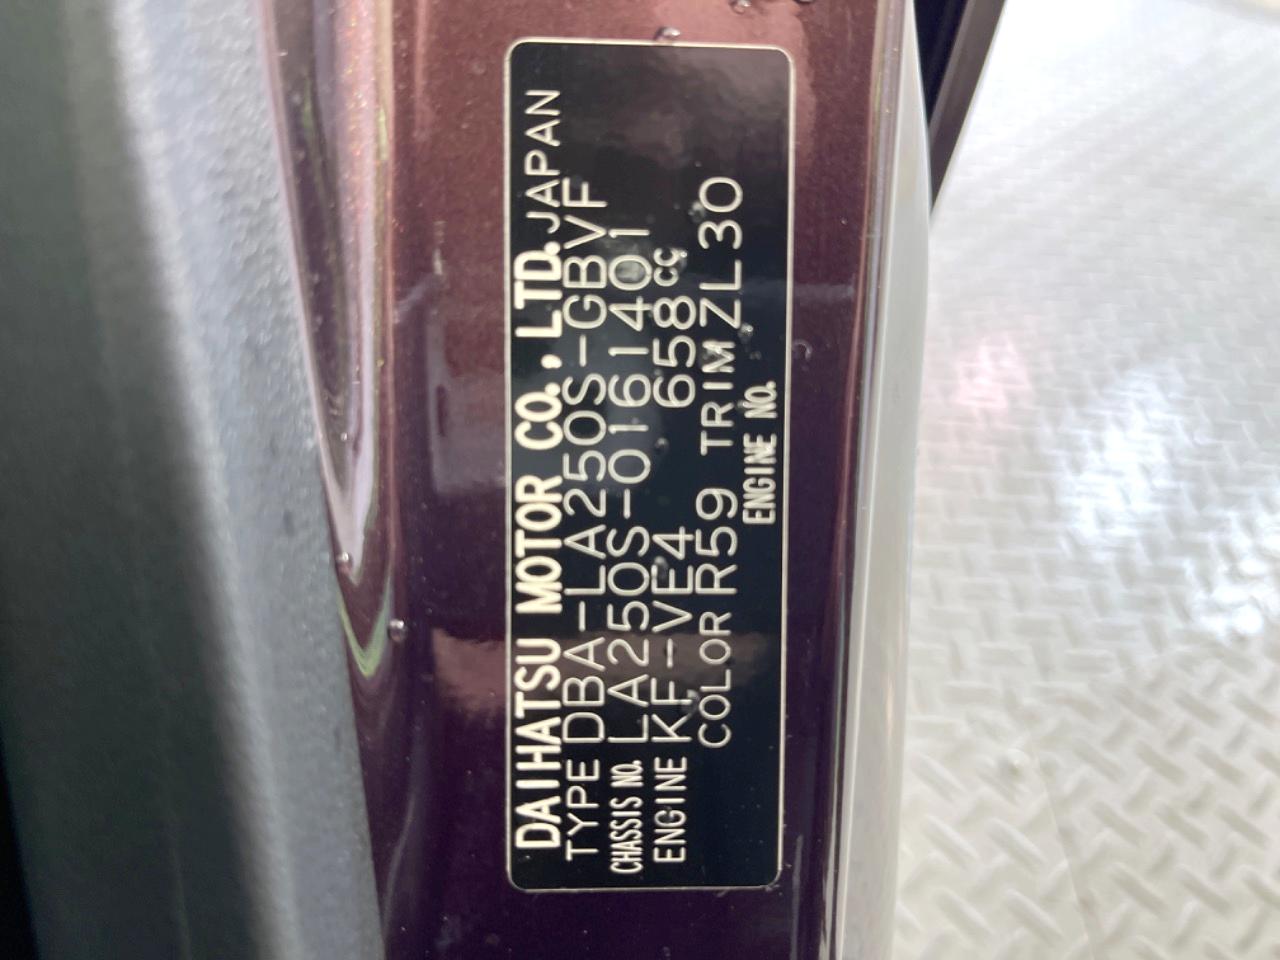 DAIHATSU MOTOR CO., LTD. JAPAN
TYPE DBA-LA250S-GBVF
CHASSIS NO. LA250S-0161401
ENGINE KF-VE4 658cc
COLOR R59 TRIM ZL30
ENGINE NO.